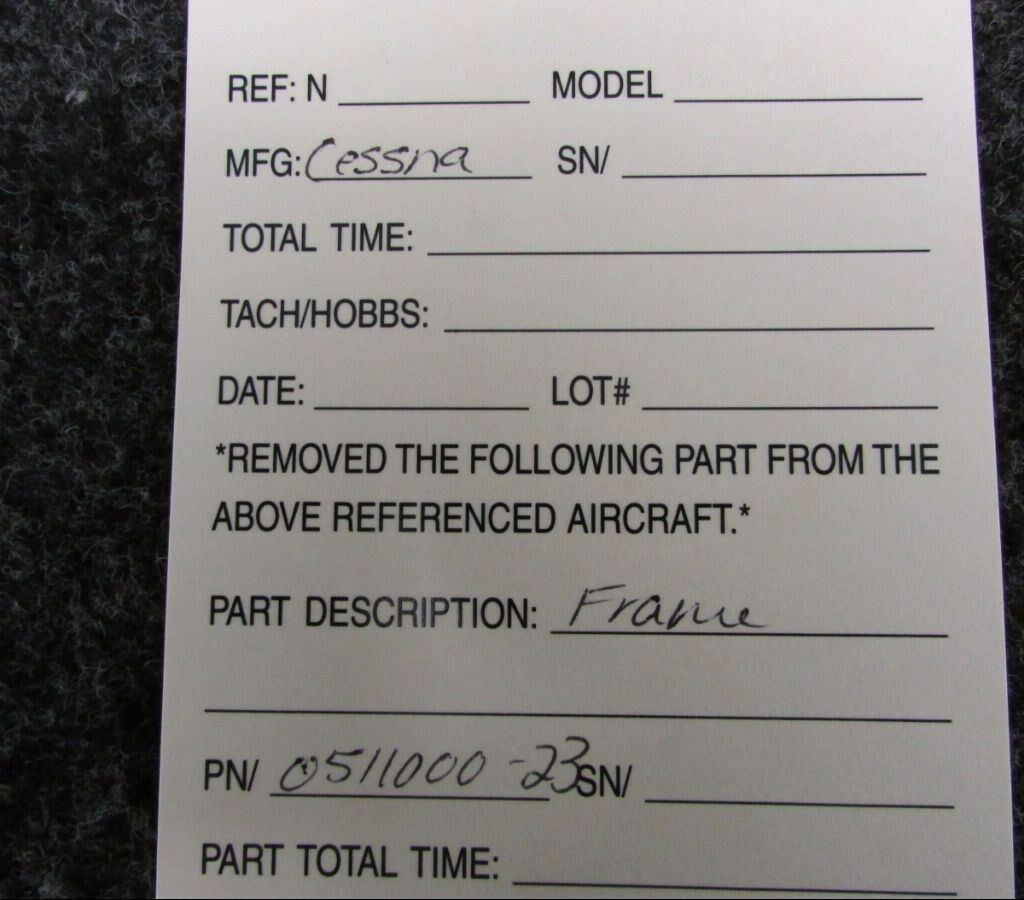 REF: N MODEL
MFG: Cessna SN/
TOTAL TIME:
TACH/HOBBS:
DATE: LOT#
*REMOVED THE FOLLOWING PART FROM THE
ABOVE REFERENCED AIRCRAFT.*
PART DESCRIPTION: Frame
PN/ 0511000-23 SN/
PART TOTAL TIME: